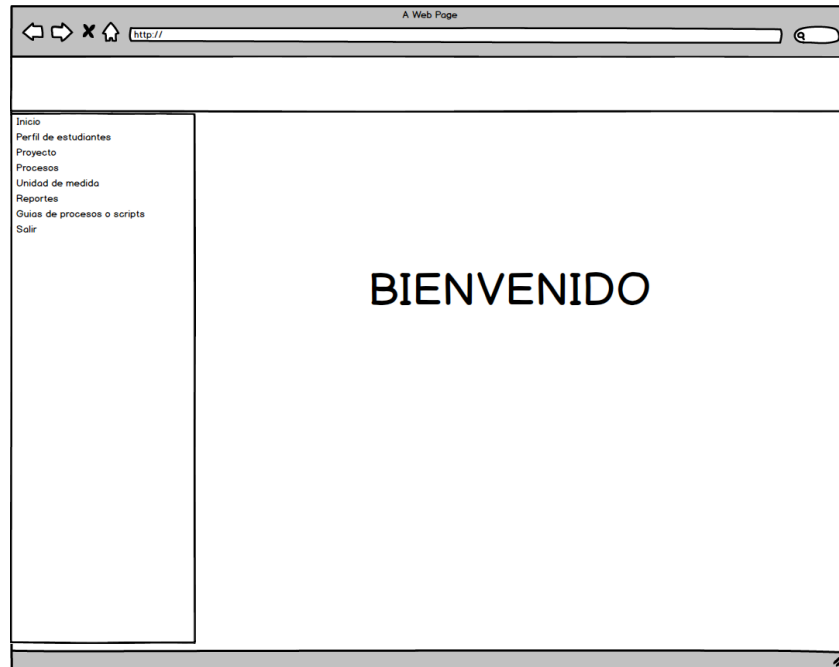 A Web Page
http://
Inicio
Perfil de estudiantes
Proyecto
Procesos
Unidad de medida
Reportes
Guias de procesos o scripts
Salir
BIENVENIDO